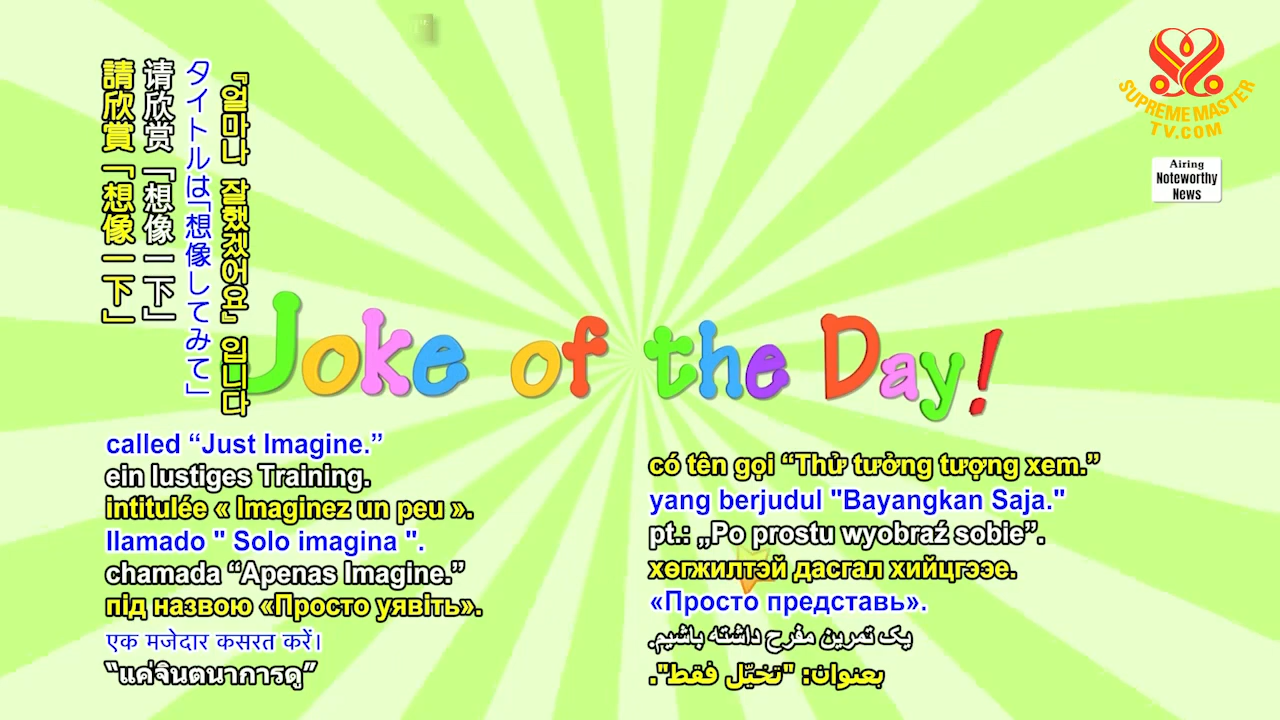 請欣賞「想像一下」
请欣赏「想像一下」
タイトルは「想像してみて」
『얼마나 잘했겠어요』입니다
SUPREME MASTER
TV.COM
Airing
Noteworthy
News
Joke of the Day!
called “Just Imagine.”
ein lustiges Training.
intitulée « Imaginez un peu ».
llamado " Solo imagina ".
chamada “Apenas Imagine.”
під назвою «Просто уявіть».
एक मजेदार कसरत करें।
“แค่จินตนาการดู”
có tên gọi “Thử tưởng tượng xem.”
yang berjudul "Bayangkan Saja."
pt.: „Po prostu wyobraź sobie”.
хөгжилтэй дасгал хийцгээе.
«Просто представь».
یک تمرین مفرح داشته باشیم.
بعنوان: "تخيّل فقط".